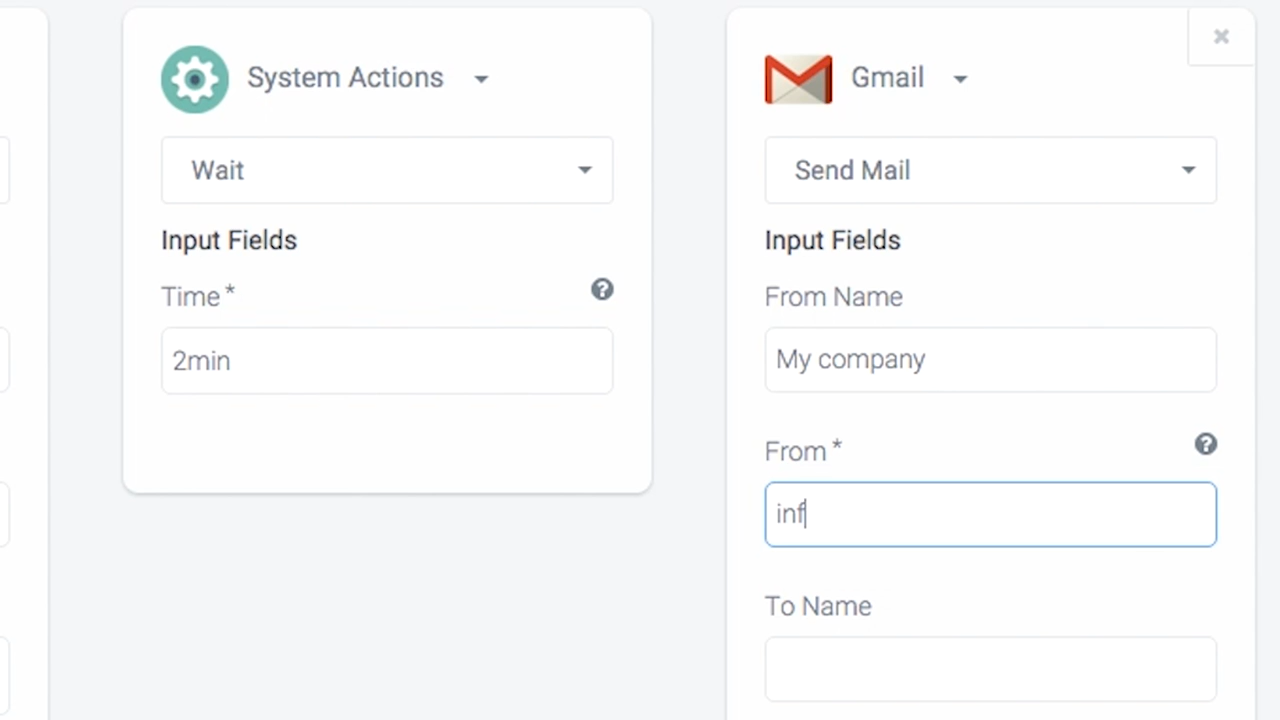 System Actions
Wait
Input Fields
Time *
2min
Gmail
Send Mail
Input Fields
From Name
My company
From *
inf
To Name